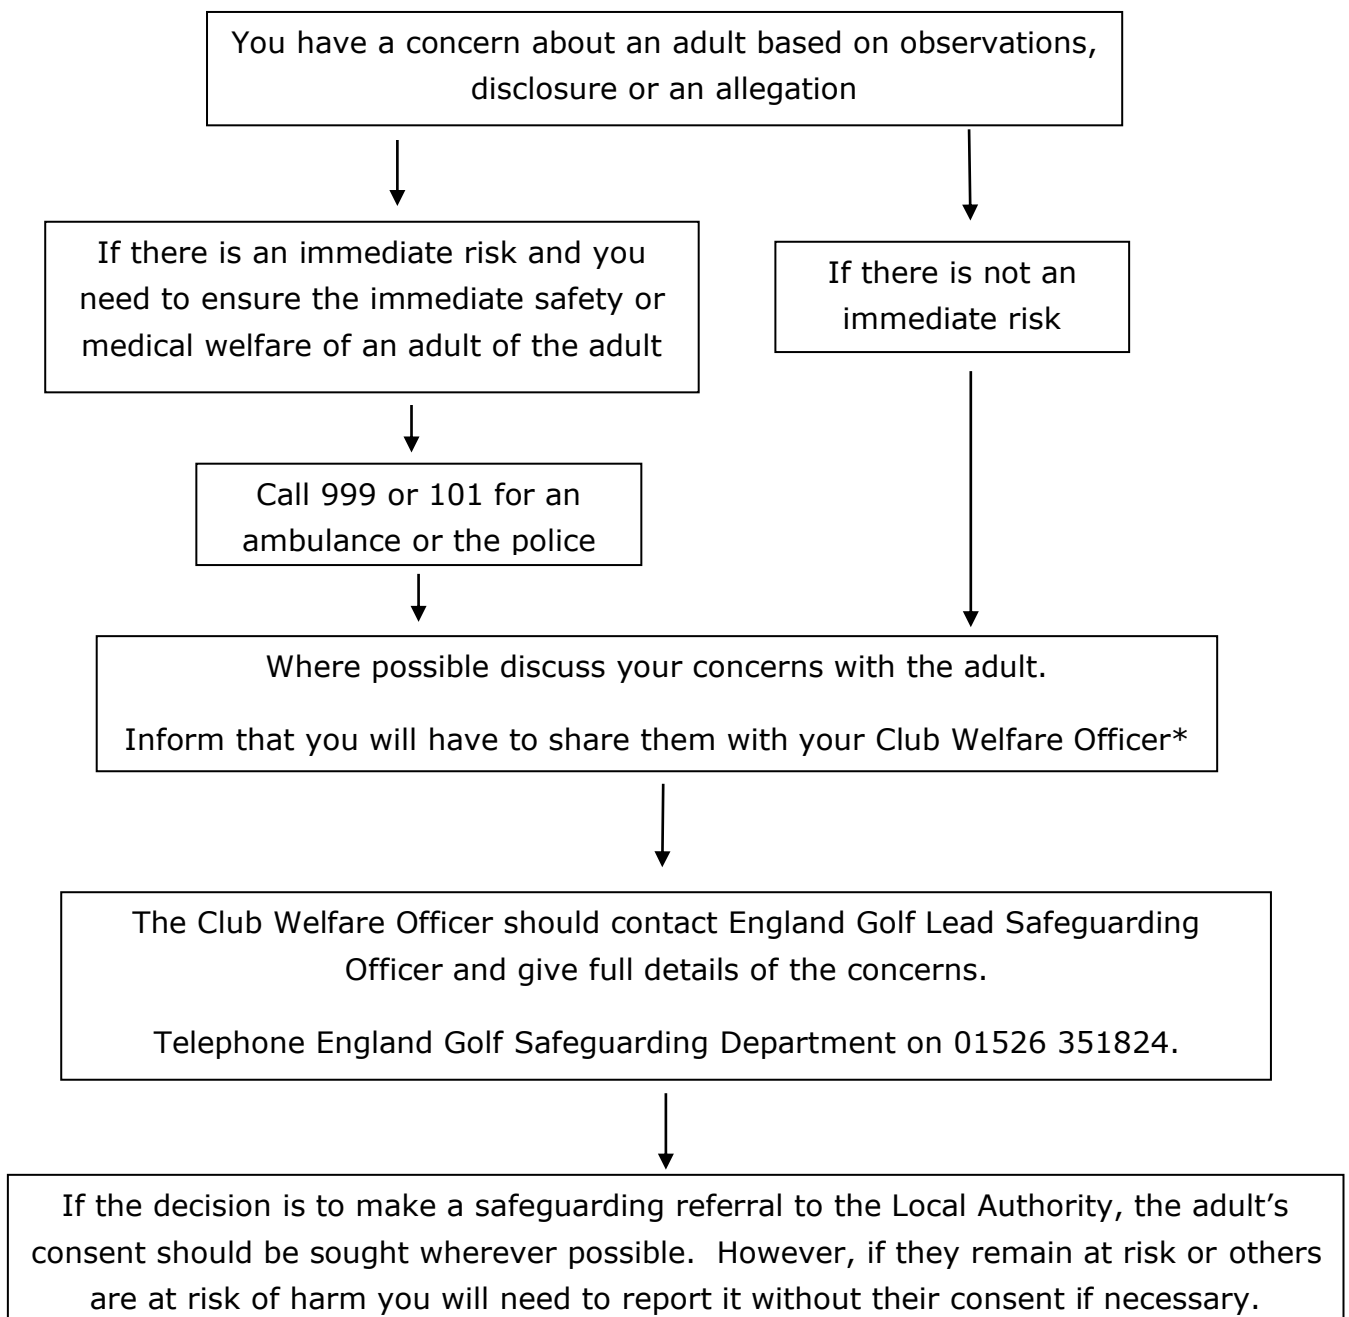 You have a concern about an adult based on observations,
disclosure or an allegation
If there is an immediate risk and you
need to ensure the immediate safety or
medical welfare of an adult of the adult
If there is not an
immediate risk
Call 999 or 101 for an
ambulance or the police
Where possible discuss your concerns with the adult.
Inform that you will have to share them with your Club Welfare Officer*
The Club Welfare Officer should contact England Golf Lead Safeguarding
Officer and give full details of the concerns.
Telephone England Golf Safeguarding Department on 01526 351824.
If the decision is to make a safeguarding referral to the Local Authority, the adult’s
consent should be sought wherever possible.  However, if they remain at risk or others
are at risk of harm you will need to report it without their consent if necessary.